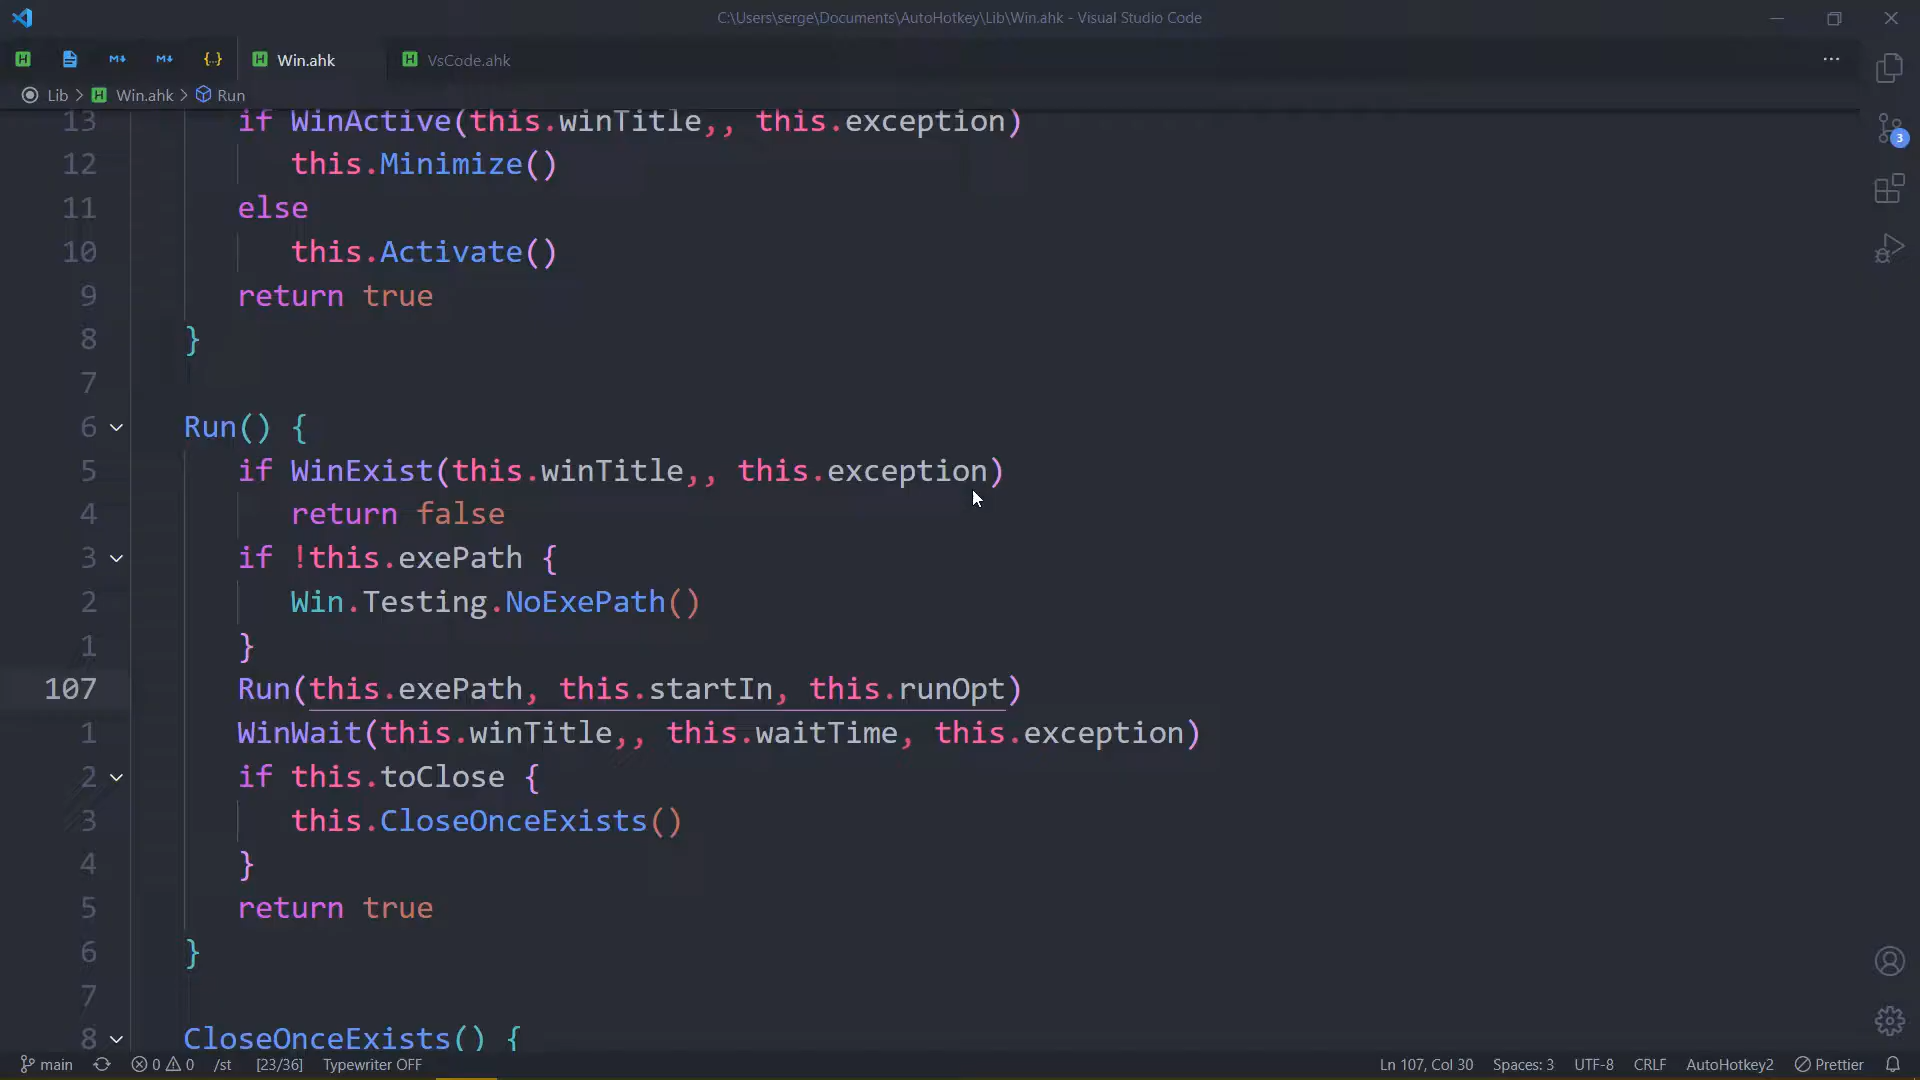 C:\Users\serge\Documents\AutoHotkey\Lib\Win.ahk - Visual Studio Code
Win.ahk
VsCode.ahk
Lib > Win.ahk > Run
13 if WinActive(this.winTitle,, this.exception)
12 this.Minimize()
11 else
10 this.Activate()
9 return true
8 }
7
6 Run() {
5 if WinExist(this.winTitle,, this.exception)
4 return false
3 if !this.exePath {
2 Win.Testing.NoExePath()
1 }
107 Run(this.exePath, this.startIn, this.runOpt)
1 WinWait(this.winTitle,, this.waitTime, this.exception)
2 if this.toClose {
3 this.CloseOnceExists()
4 }
5 return true
6 }
7
8 CloseOnceExists() {
3
main 0 0 /st [23/36] Typewriter OFF Ln 107, Col 30 Spaces: 3 UTF-8 CRLF AutoHotkey2 Prettier